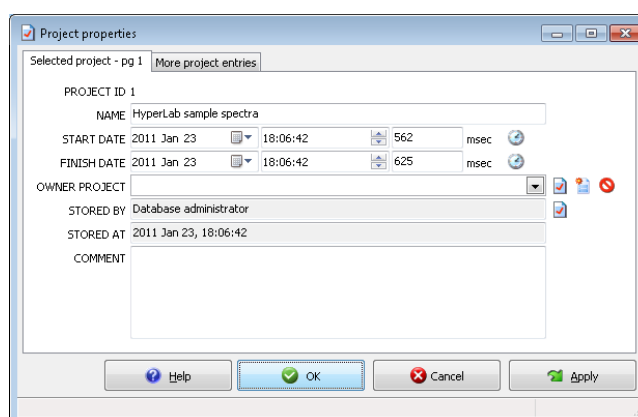 Project properties
Selected project - pg 1 More project entries
PROJECT ID 1
NAME HyperLab sample spectra
START DATE 2011 Jan 23 18:06:42 562 msec
FINISH DATE 2011 Jan 23 18:06:42 625 msec
OWNER PROJECT
STORED BY Database administrator
STORED AT 2011 Jan 23, 18:06:42
COMMENT
Help OK Cancel Apply